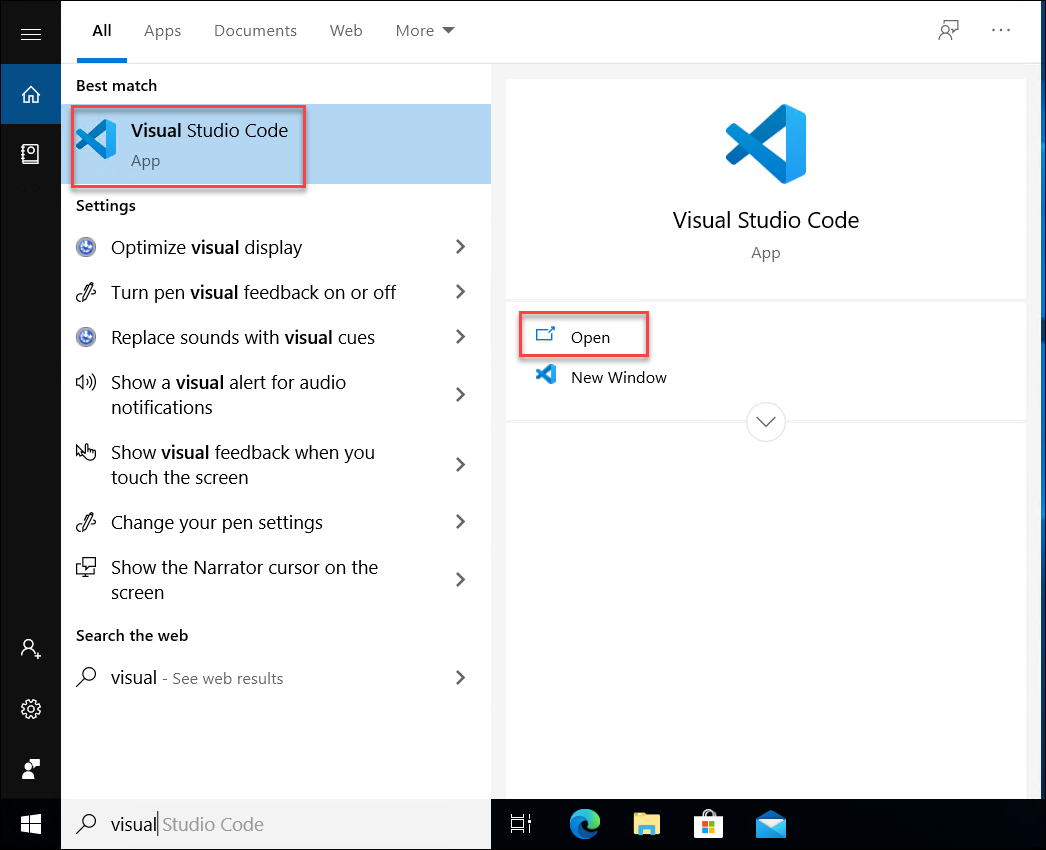 All Apps Documents Web More
Best match
Visual Studio Code
App
Settings
Optimize visual display
Turn pen visual feedback on or off
Replace sounds with visual cues
Show a visual alert for audio
notifications
Show visual feedback when you
touch the screen
Change your pen settings
Show the Narrator cursor on the
screen
Search the web
visual - See web results
visual Studio Code
Visual Studio Code
App
Open
New Window